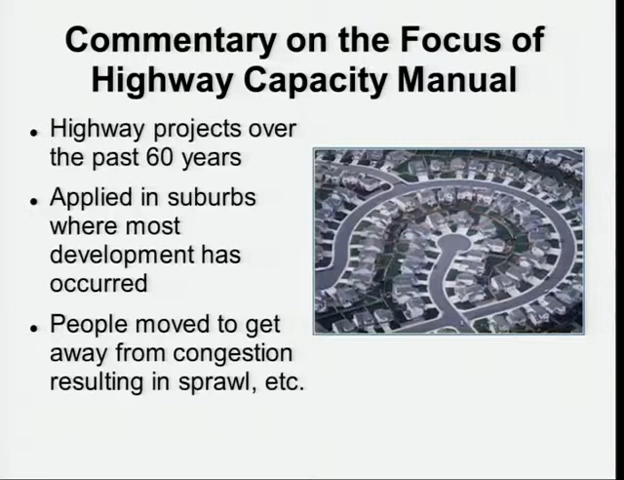 Commentary on the Focus of
Highway Capacity Manual
• Highway projects over
the past 60 years
• Applied in suburbs
where most
development has
occurred
• People moved to get
away from congestion
resulting in sprawl, etc.